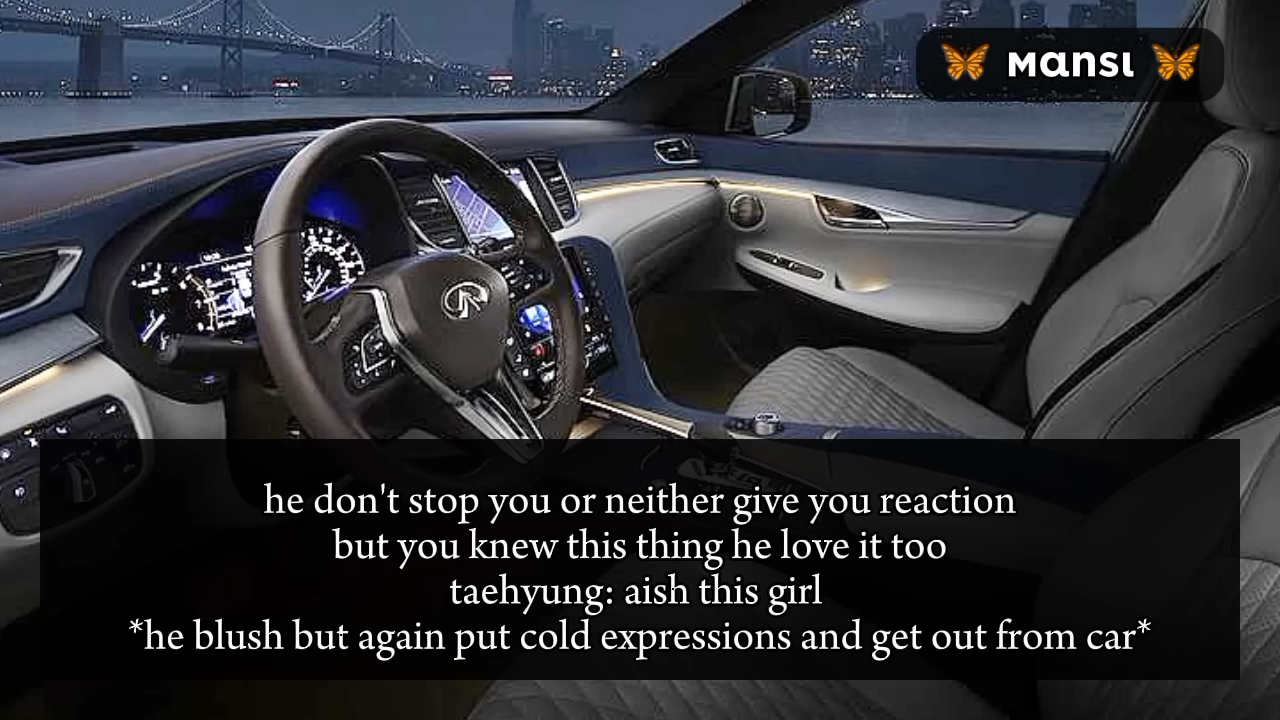 🦋 мαnsι 🦋
he don't stop you or neither give you reaction
but you knew this thing he love it too
taehyung: aish this girl
*he blush but again put cold expressions and get out from car*